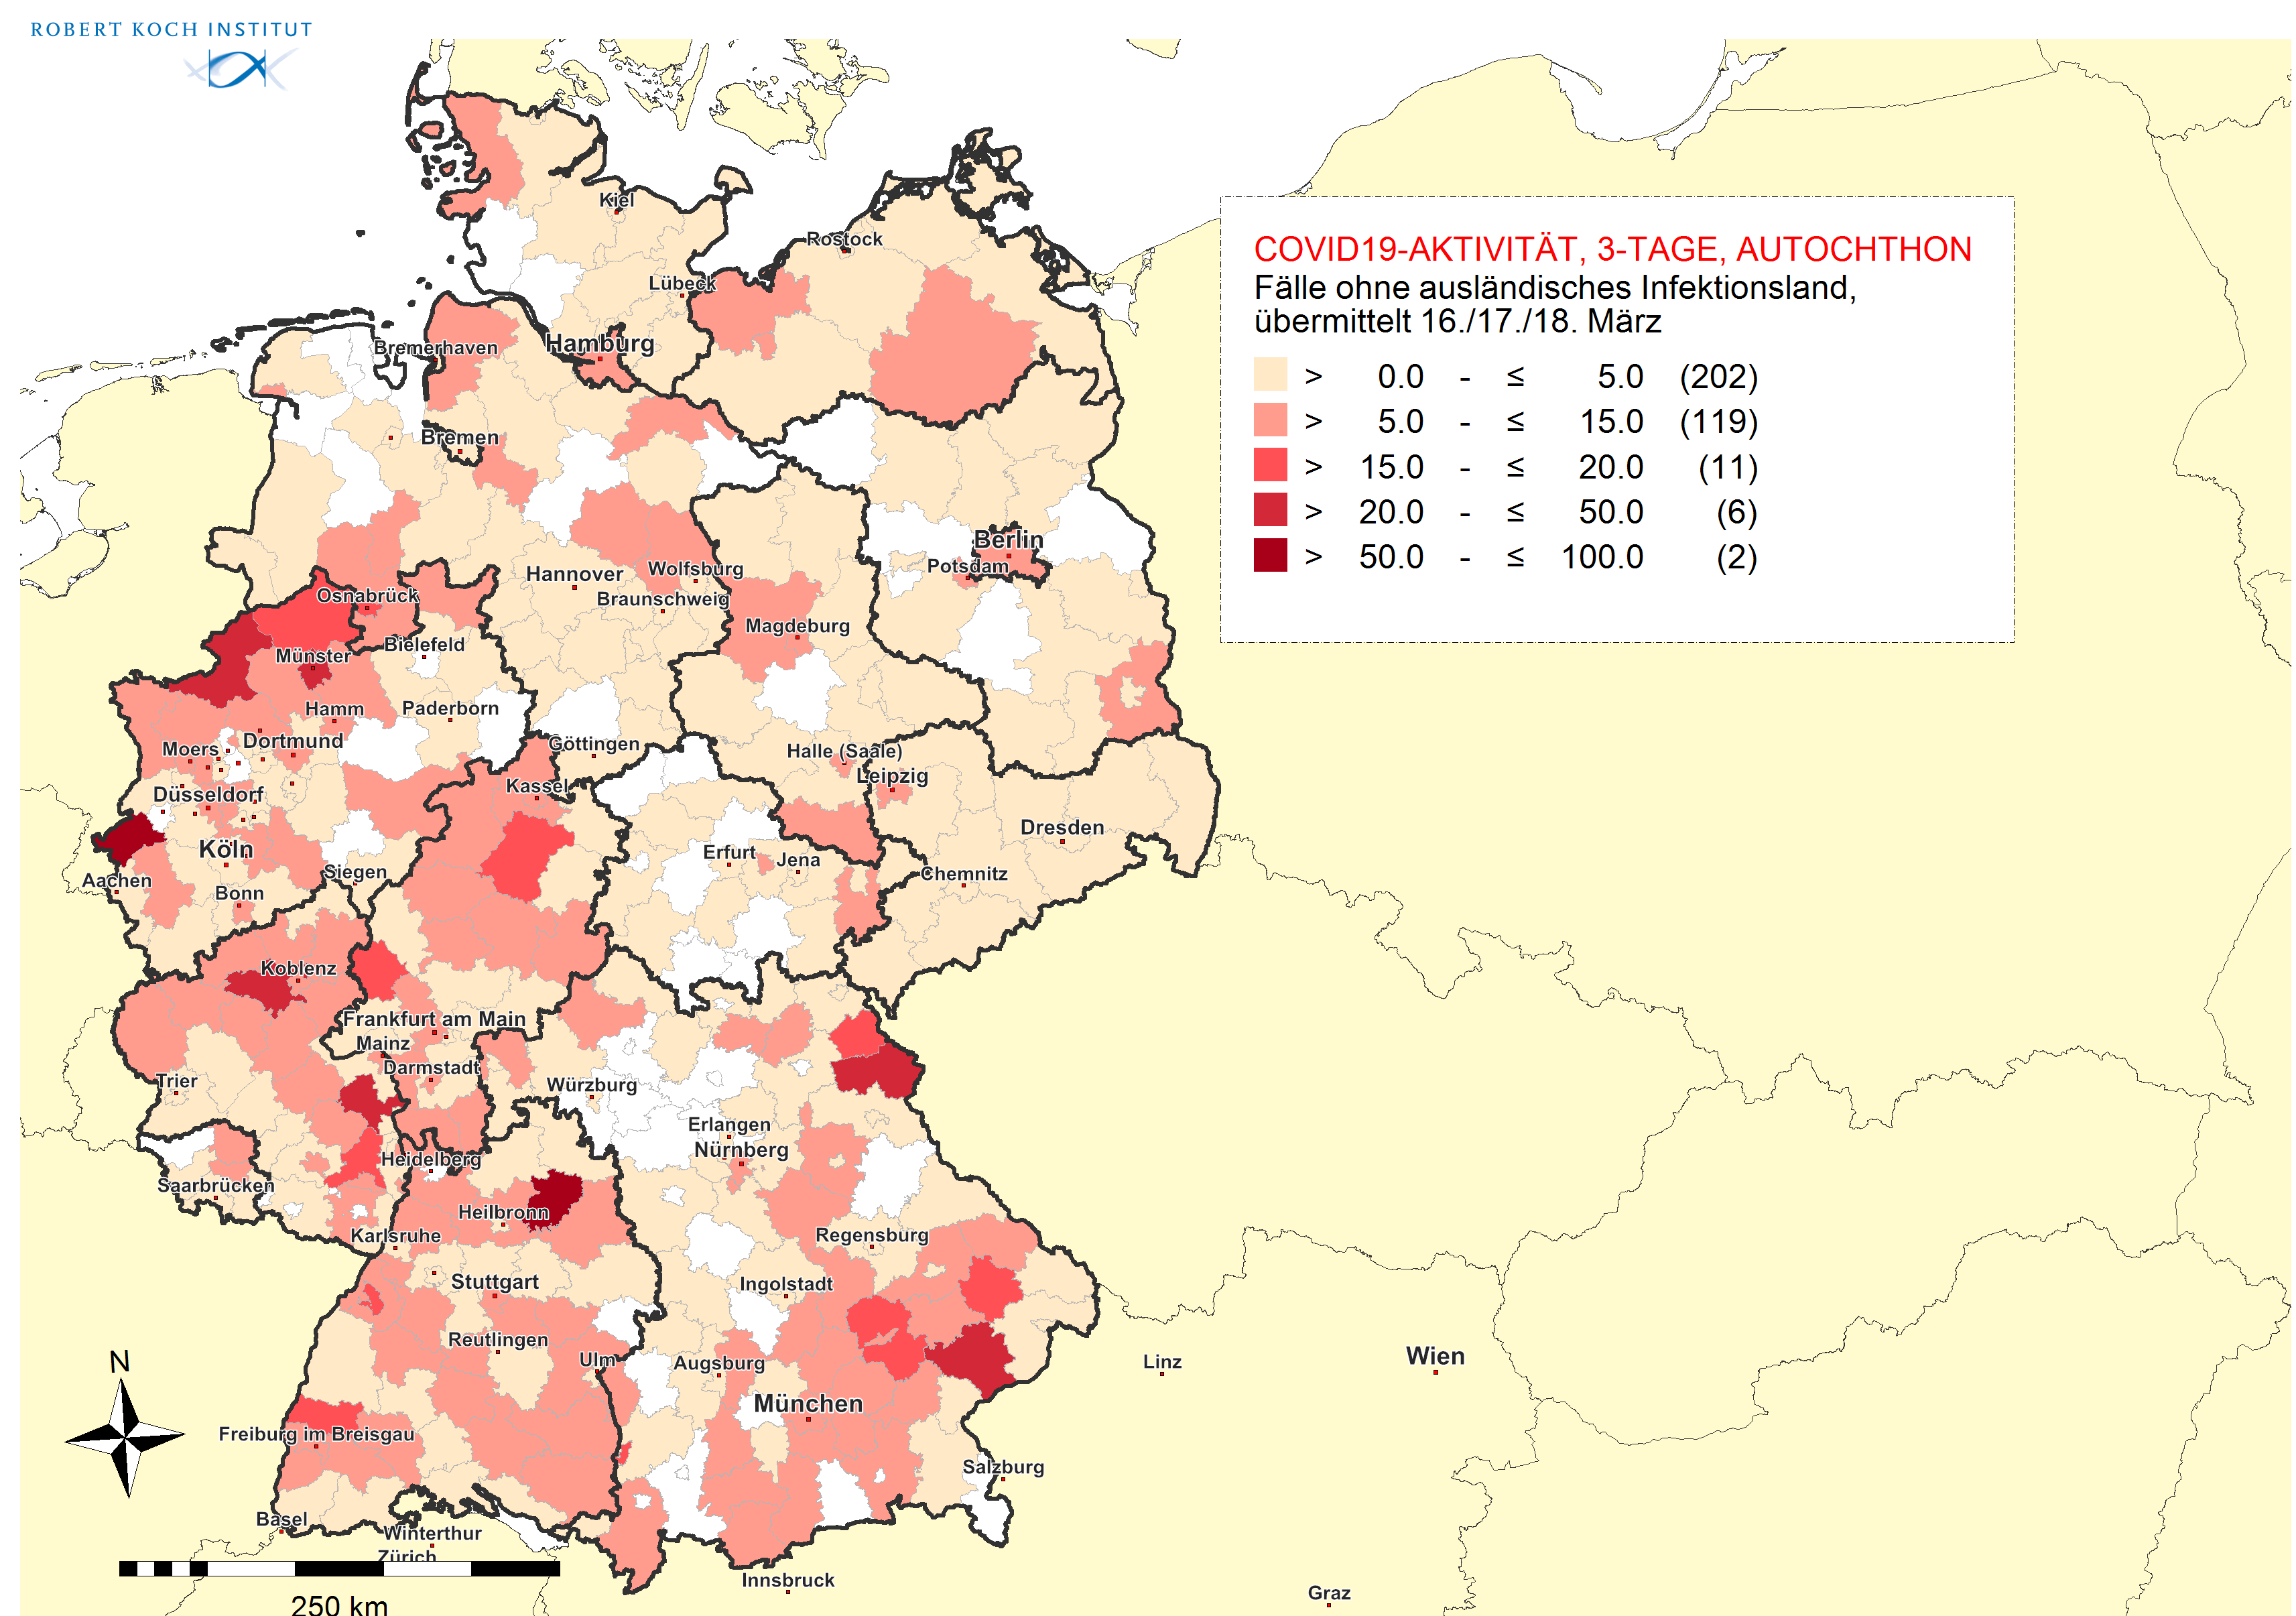 ROBERT KOCH INSTITUT
COVID19-AKTIVITÄT, 3-TAGE, AUTOCHTHON
Fälle ohne ausländisches Infektionsland,
übermittelt 16./17./18. März
> 0.0 - ≤ 5.0 (202)
> 5.0 - ≤ 15.0 (119)
> 15.0 - ≤ 20.0 (11)
> 20.0 - ≤ 50.0 (6)
> 50.0 - ≤ 100.0 (2)
Kiel
Rostock
Lübeck
Hamburg
Bremerhaven
Bremen
Berlin
Potsdam
Hannover
Wolfsburg
Osnabrück
Braunschweig
Magdeburg
Bielefeld
Münster
Hamm
Paderborn
Moers
Dortmund
Göttingen
Halle (Saale)
Leipzig
Kassel
Düsseldorf
Dresden
Köln
Erfurt
Jena
Siegen
Chemnitz
Aachen
Bonn
Koblenz
Frankfurt am Main
Mainz
Darmstadt
Trier
Würzburg
Erlangen
Nürnberg
Heidelberg
Saarbrücken
Heilbronn
Karlsruhe
Regensburg
Stuttgart
Ingolstadt
Reutlingen
Ulm
Augsburg
Linz
Wien
München
N
Freiburg im Breisgau
Salzburg
Basel
Winterthur
Zürich
Innsbruck
Graz
250 km